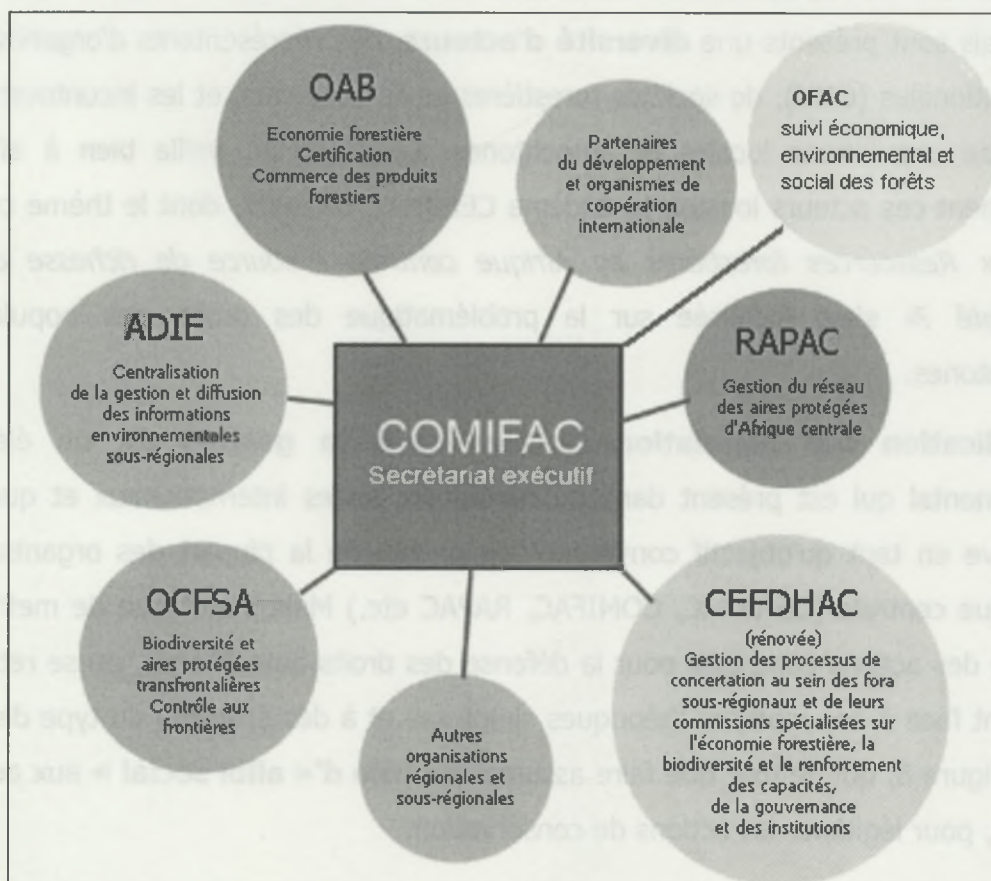 OAB
Economie forestière
Certification
Commerce des produits
forestiers
Partenaires
du développement
et organismes de
coopération
internationale
OFAC
suivi économique,
environnemental et
social des forêts
ADIE
Centralisation
de la gestion et diffusion
des informations
environnementales
sous-régionales
COMIFAC
Secrètariat exécutif
RAPAC
Gestion du réseau
des aires protégées
d'Afrique centrale
OCFSA
Biodiversité et
aires protégées
transfrontalières
Contrôle aux
frontières
Autres
organisations
régionales et
sous-régionales
CEFDHAC
(rénovée)
Gestion des processus de
concertation au sein des fora
sous-régionaux et de leurs
commissions spécialisées sur
l'économie forestière, la
biodiversité et le renforcement
des capacités,
de la gouvernance
et des institutions